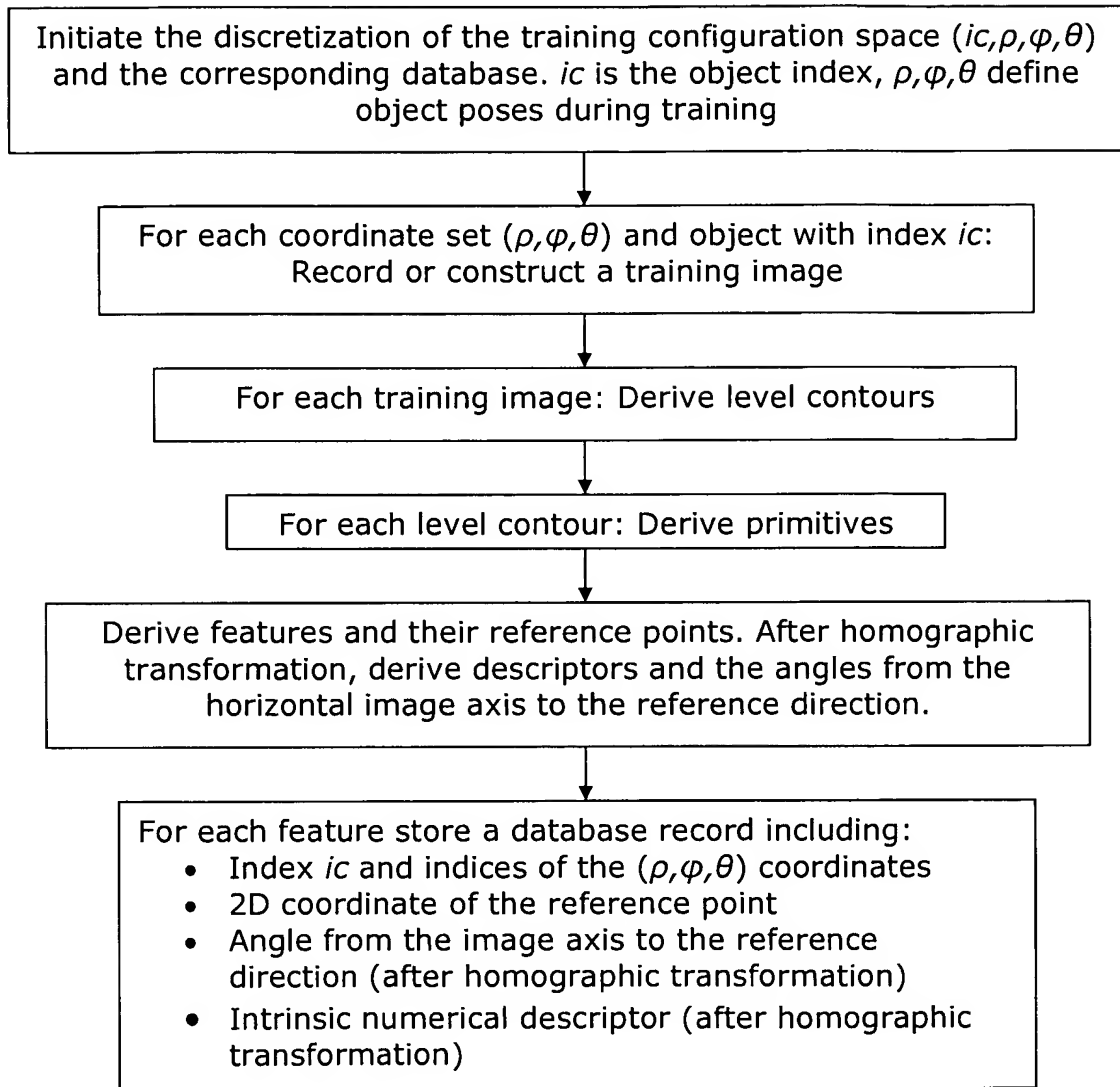 Initiate the discretization of the training configuration space (ic,ρ,φ,θ)
and the corresponding database. ic is the object index, ρ,φ,θ define
object poses during training
For each coordinate set (ρ,φ,θ) and object with index ic:
Record or construct a training image
For each training image: Derive level contours
For each level contour: Derive primitives
Derive features and their reference points. After homographic
transformation, derive descriptors and the angles from the
horizontal image axis to the reference direction.
For each feature store a database record including:
• Index ic and indices of the (ρ,φ,θ) coordinates
• 2D coordinate of the reference point
• Angle from the image axis to the reference
direction (after homographic transformation)
• Intrinsic numerical descriptor (after homographic
transformation)